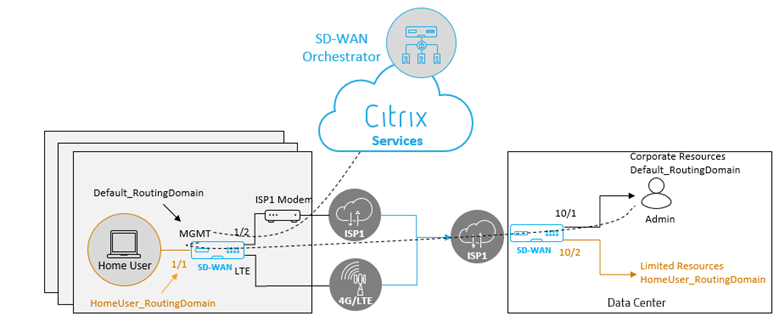 SD-WAN
Orchestrator
Citrix
Services
Default_RoutingDomain
ISP1 Modem
MGMT
1/2
ISP1
Home User
1/1
SD-WAN
LTE
4G/LTE
HomeUser_RoutingDomain
ISP1
Corporate Resources
Default_RoutingDomain
10/1
Admin
SD-WAN
10/2
Limited Resources
HomeUser_RoutingDomain
Data Center